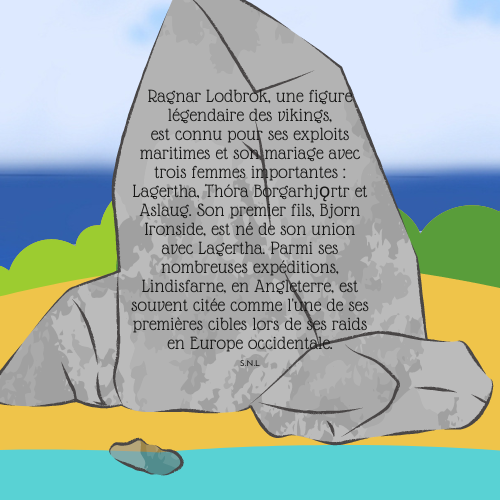 Ragnar Lodbrok, une figure
légendaire des vikings,
est connu pour ses exploits
maritimes et son mariage avec
trois femmes importantes :
Lagertha, Thóra Borgarhjǫrtr et
Aslaug. Son premier fils, Bjorn
Ironside, est né de son union
avec Lagertha. Parmi ses
nombreuses expéditions,
Lindisfarne, en Angleterre, est
souvent citée comme l'une de ses
premières cibles lors de ses raids
en Europe occidentale.
S.N.L